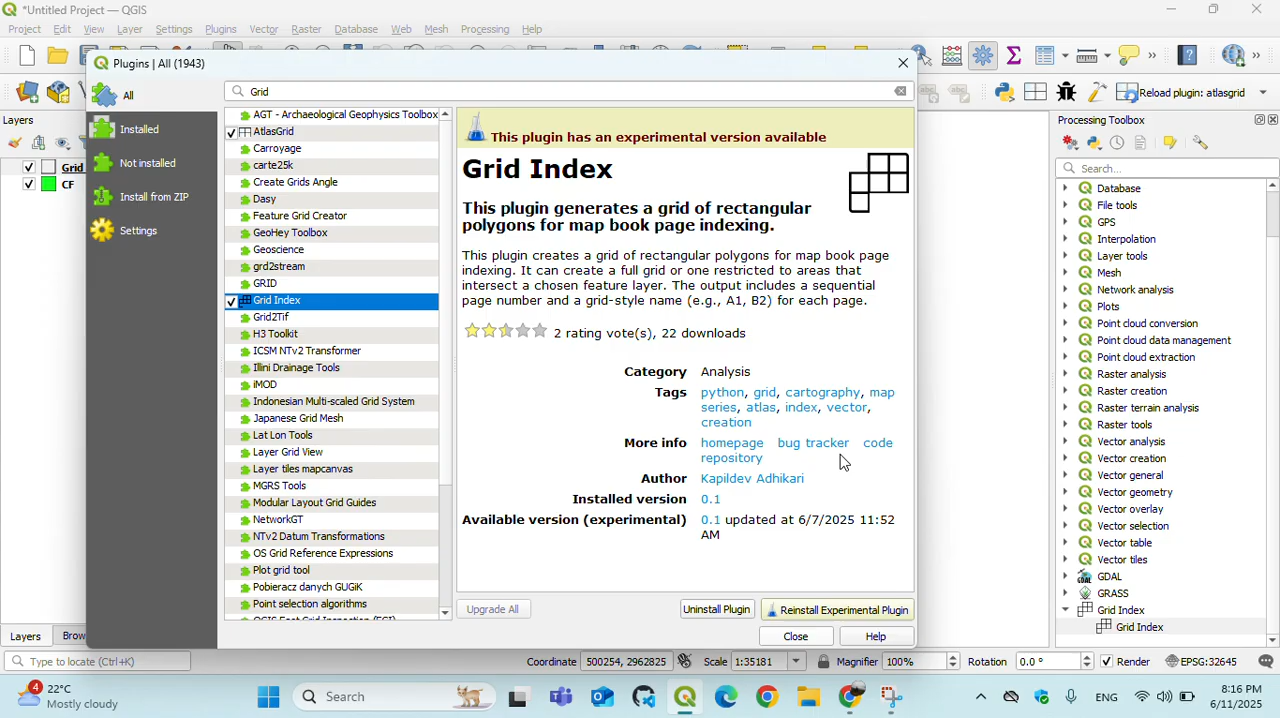 *Untitled Project — QGIS
Project Edit View Layer Settings Plugins Vector Raster Database Web Mesh Processing Help
Plugins | All (1943)
Reload plugin: atlasgrid
All
Installed
Not installed
Install from ZIP
Settings
Grid
AGT - Archaeological Geophysics Toolbox
AtlasGrid
Carroyage
carte25k
Create Grids Angle
Dasy
Feature Grid Creator
GeoHey Toolbox
Geoscience
grd2stream
GRID
Grid Index
Grid2Tif
H3 Toolkit
ICSM NTv2 Transformer
Illini Drainage Tools
iMOD
Indonesian Multi-scaled Grid System
Japanese Grid Mesh
Lat Lon Tools
Layer Grid View
Layer tiles mapcanvas
MGRS Tools
Modular Layout Grid Guides
NetworkGT
NTv2 Datum Transformations
OS Grid Reference Expressions
Plot grid tool
Pobieracz danych GUGiK
Point selection algorithms
This plugin has an experimental version available
Grid Index
This plugin generates a grid of rectangular
polygons for map book page indexing.
This plugin creates a grid of rectangular polygons for map book page
indexing. It can create a full grid or one restricted to areas that
intersect a chosen feature layer. The output includes a sequential
page number and a grid-style name (e.g., A1, B2) for each page.
2 rating vote(s), 22 downloads
Category Analysis
Tags python, grid, cartography, map
series, atlas, index, vector,
creation
More info homepage bug tracker code
repository
Author Kapildev Adhikari
Installed version 0.1
Available version (experimental) 0.1 updated at 6/7/2025 11:52
AM
Upgrade All
Uninstall Plugin
Reinstall Experimental Plugin
Close
Help
Layers
Grid
CF
Layers
Brow
Processing Toolbox
Search...
Database
File tools
GPS
Interpolation
Layer tools
Mesh
Network analysis
Plots
Point cloud conversion
Point cloud data management
Point cloud extraction
Raster analysis
Raster creation
Raster terrain analysis
Raster tools
Vector analysis
Vector creation
Vector general
Vector geometry
Vector overlay
Vector selection
Vector table
Vector tiles
GDAL
GRASS
Grid Index
Grid Index
Type to locate (Ctrl+K)
Coordinate 500254, 2962825 Scale 1:35181 Magnifier 100% Rotation 0.0 ° Render EPSG:32645
4
22°C
Mostly cloudy
Search
ENG
8:16 PM
6/11/2025